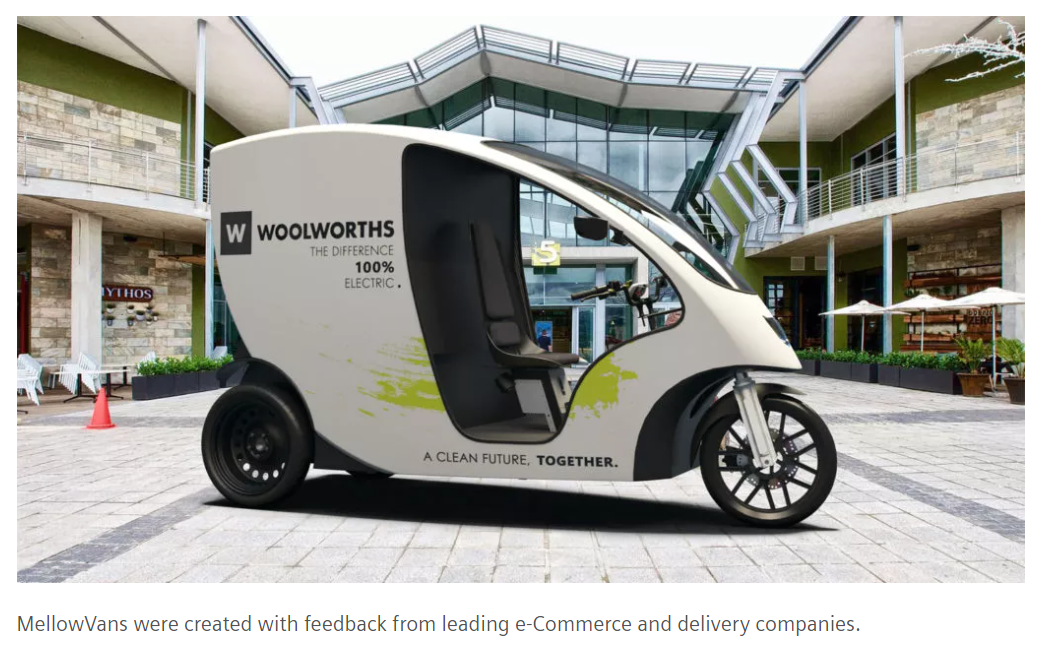 W WOOLWORTHS
THE DIFFERENCE
100%
ELECTRIC.
5
MYTHOS
A CLEAN FUTURE, TOGETHER.
MellowVans were created with feedback from leading e-Commerce and delivery companies.